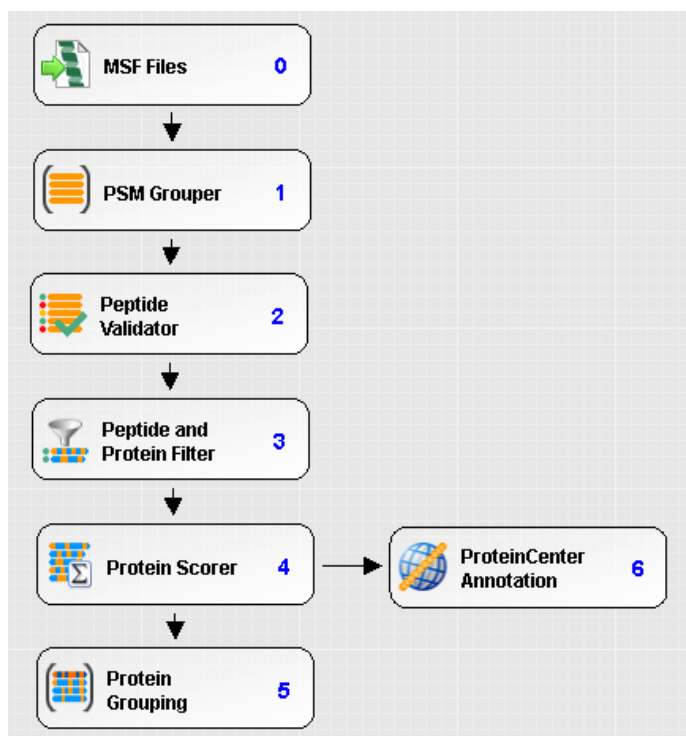 MSF Files 0
PSM Grouper 1
Peptide
Validator 2
Peptide and
Protein Filter 3
Protein Scorer 4
ProteinCenter
Annotation 6
Protein
Grouping 5